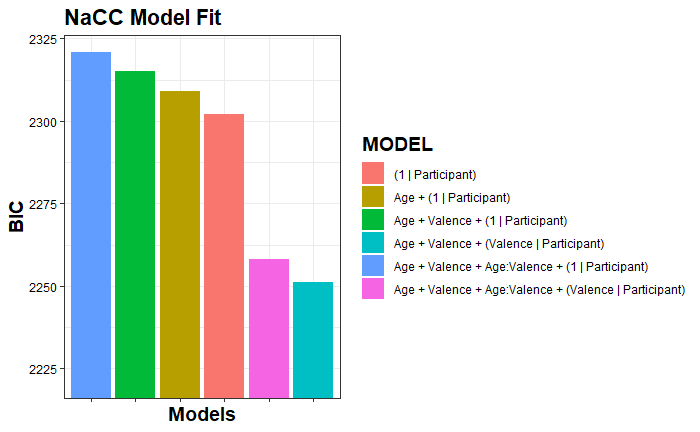 NaCC Model Fit
2325
2300
2275
2250
2225
BIC
Models
MODEL
(1 | Participant)
Age + (1 | Participant)
Age + Valence + (1 | Participant)
Age + Valence + (Valence | Participant)
Age + Valence + Age:Valence + (1 | Participant)
Age + Valence + Age:Valence + (Valence | Participant)